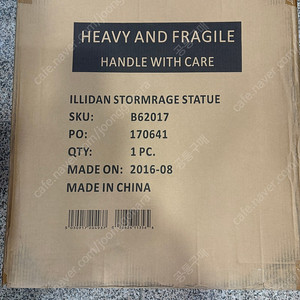 HEAVY AND FRAGILE
HANDLE WITH CARE
ILLIDAN STORMRAGE STATUE
SKU: B62017
PO: 170641
QTY: 1 PC.
MADE ON: 2016-08
MADE IN CHINA